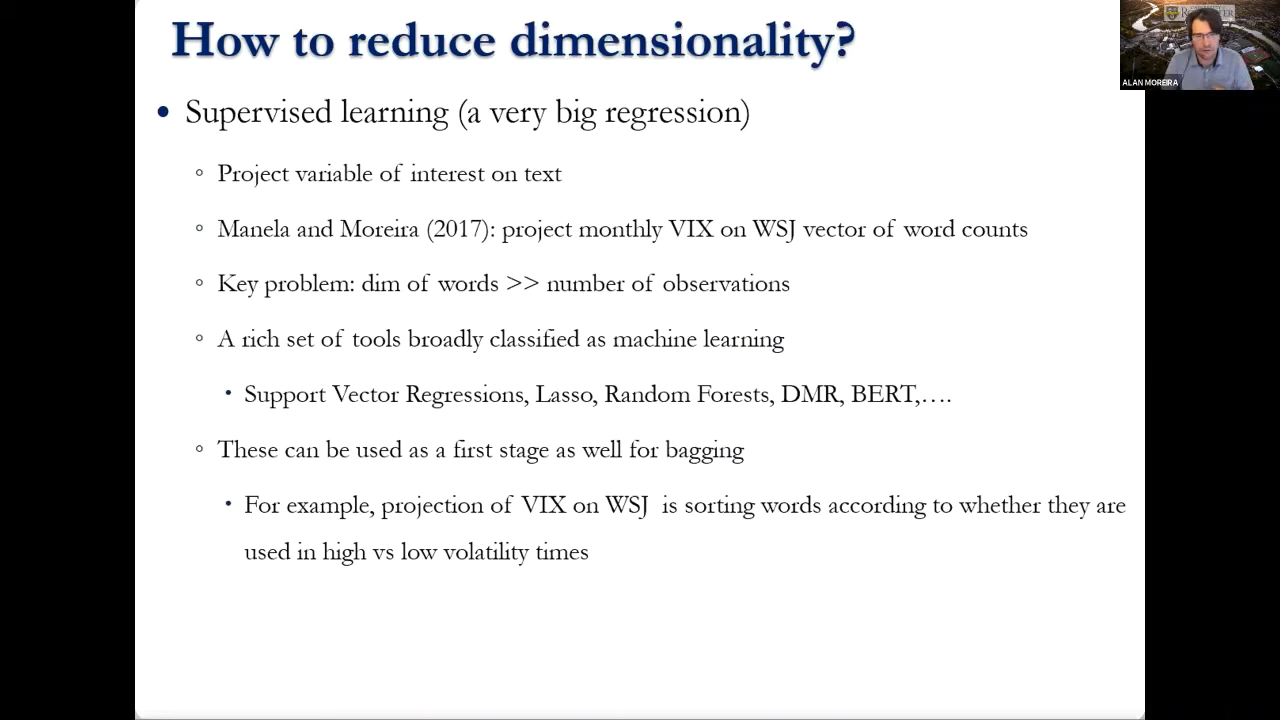 How to reduce dimensionality?
• Supervised learning (a very big regression)
◦ Project variable of interest on text
◦ Manela and Moreira (2017): project monthly VIX on WSJ vector of word counts
◦ Key problem: dim of words >> number of observations
◦ A rich set of tools broadly classified as machine learning
• Support Vector Regressions, Lasso, Random Forests, DMR, BERT,….
◦ These can be used as a first stage as well for bagging
• For example, projection of VIX on WSJ is sorting words according to whether they are
used in high vs low volatility times
ALAN MOREIRA